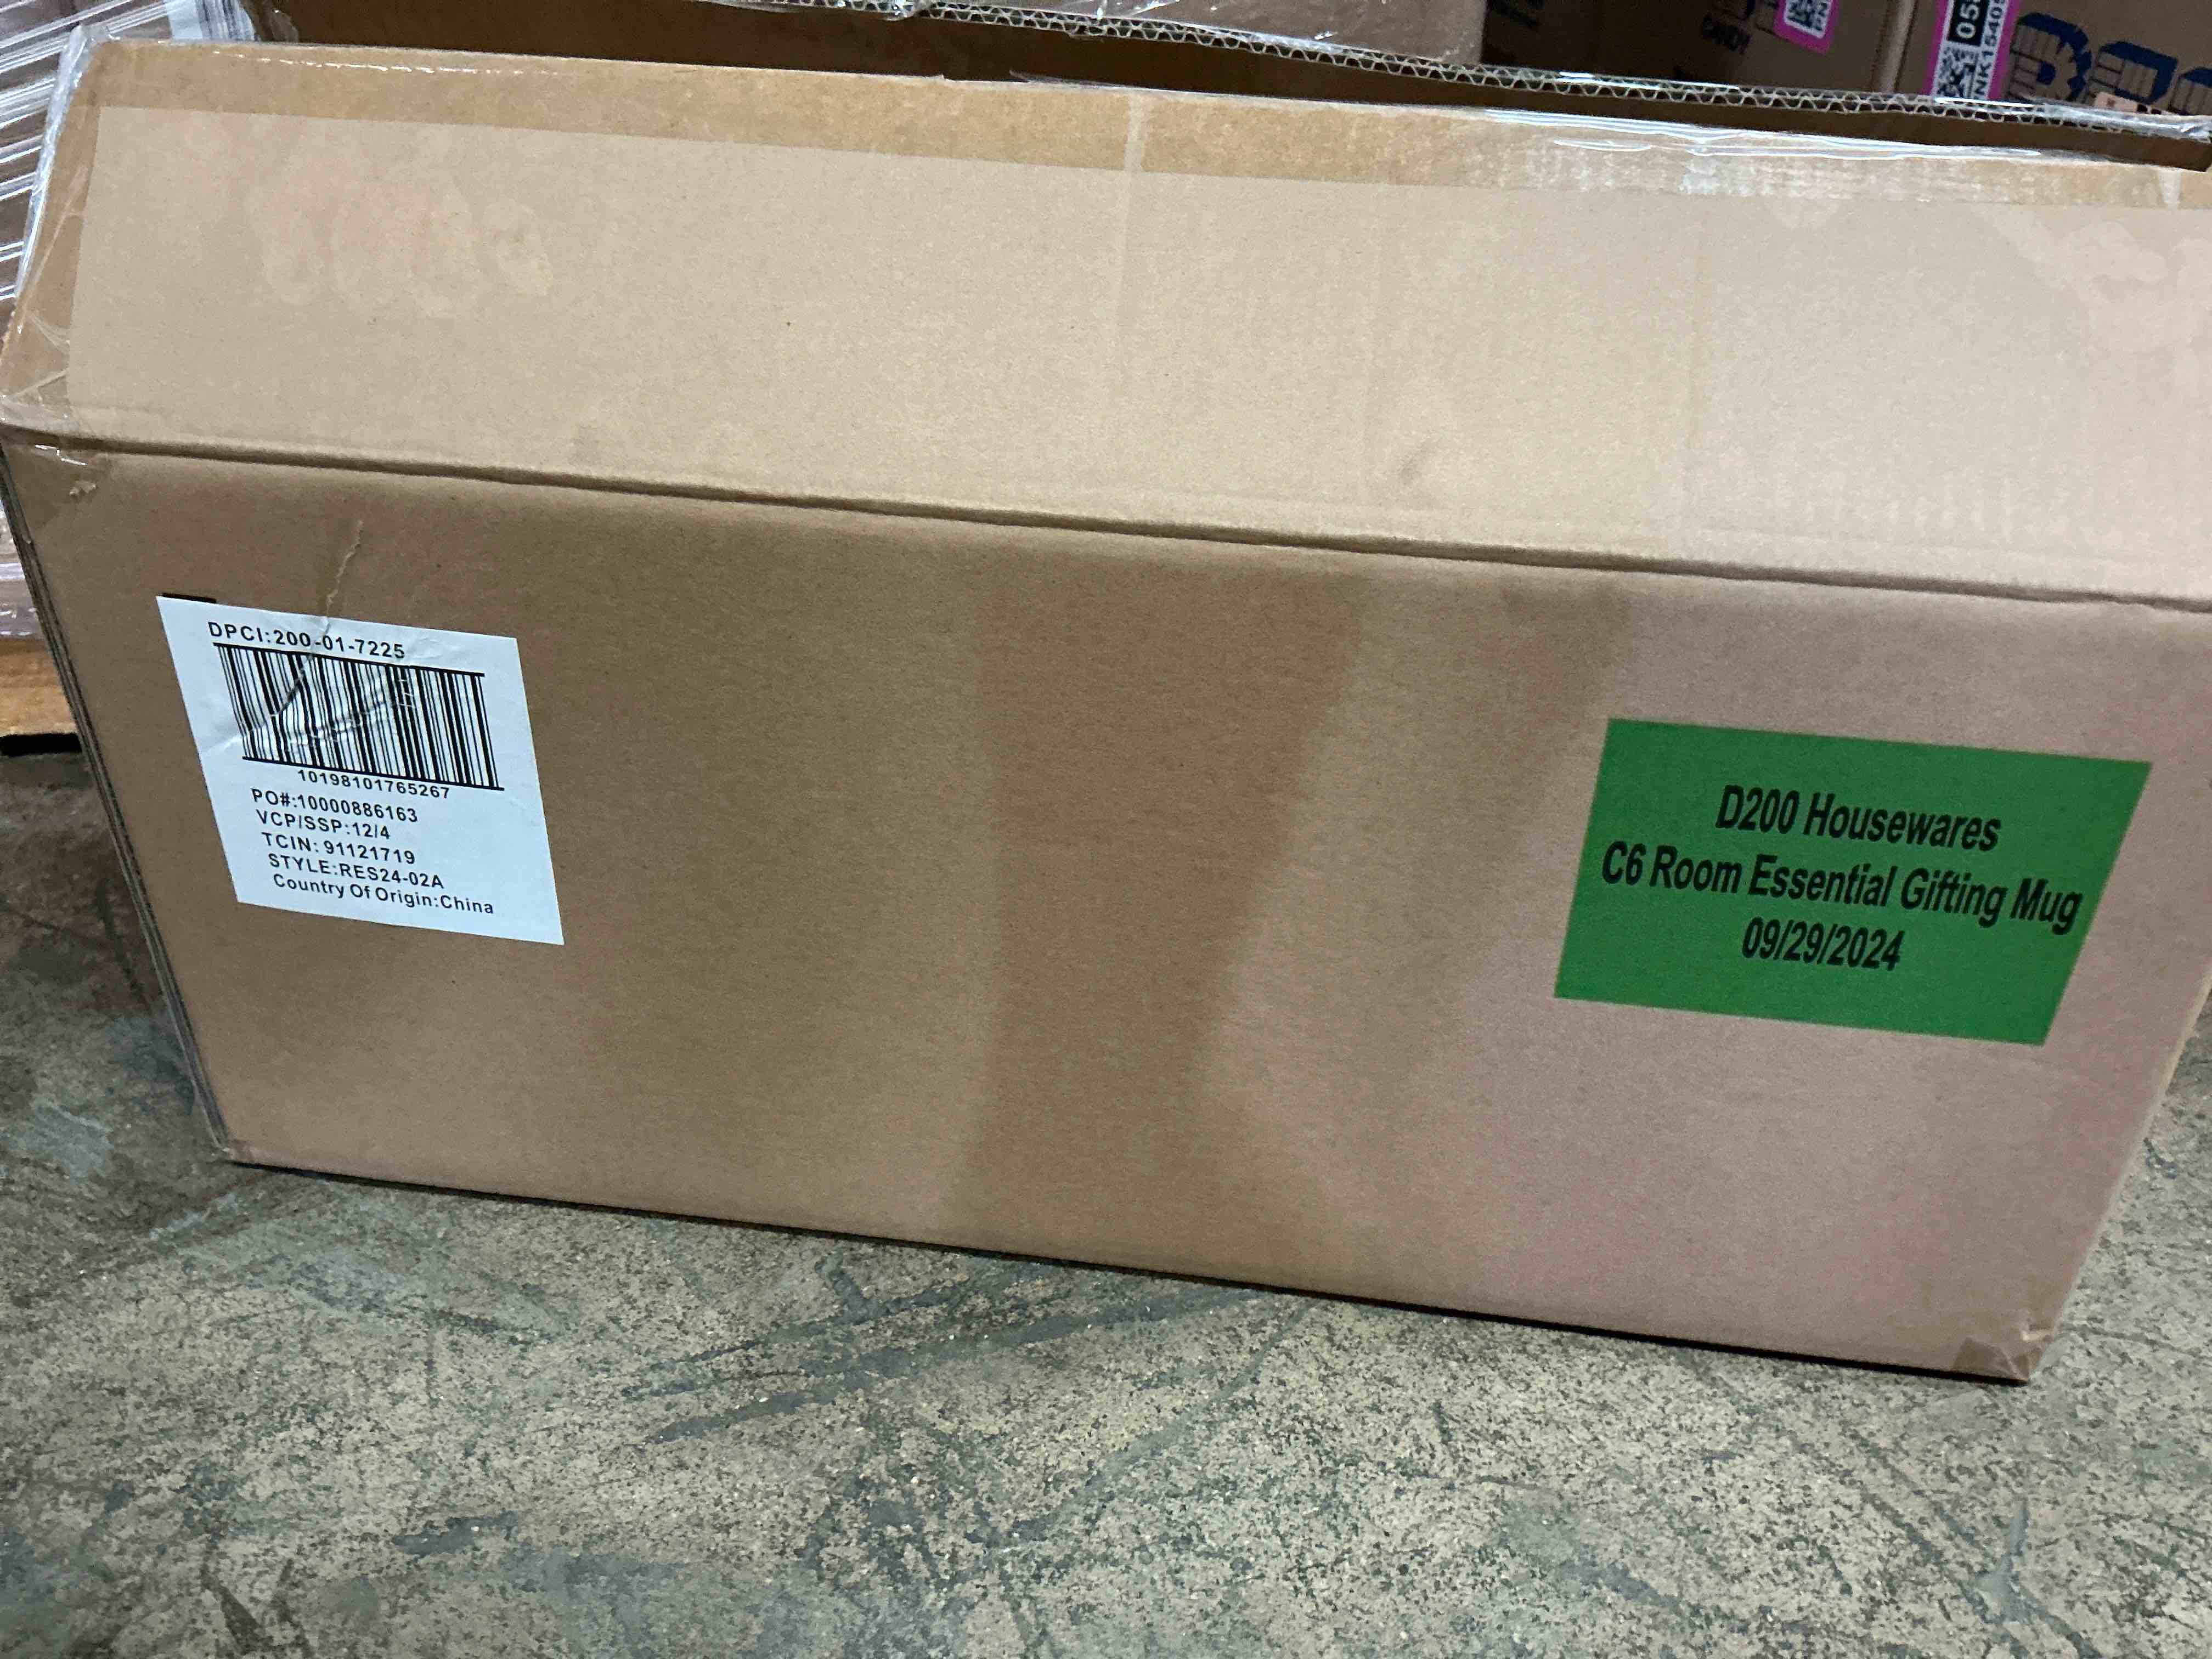 CANDY
DPCI:200-01-7225
10198101765267
PO#:10000886163
VCP/SSP:12/4
TCIN: 91121719
STYLE:RES24-02A
Country Of Origin:China
D200 Housewares
C6 Room Essential Gifting Mug
09/29/2024